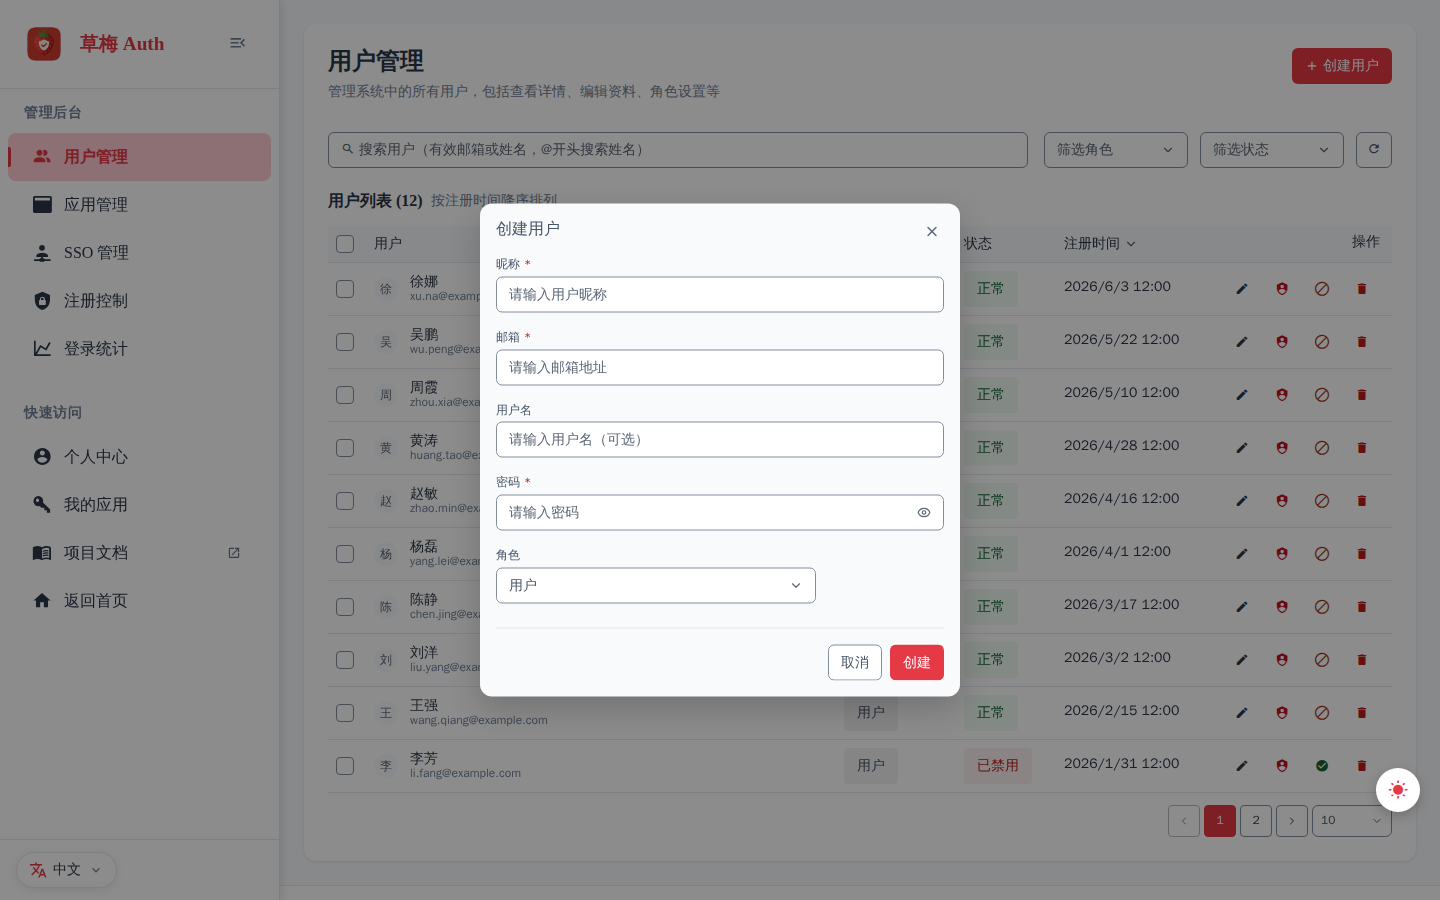 草梅 Auth
管理后台
用户管理
应用管理
SSO 管理
注册控制
登录统计
快速访问
个人中心
我的应用
项目文档
返回首页
中文
用户管理
管理系统中的所有用户，包括查看详情、编辑资料、角色设置等
创建用户
搜索用户（有效邮箱或姓名，@开头搜索姓名）
筛选角色
筛选状态
用户列表 (12) 按注册时间降序排列
用户 状态 注册时间 操作
徐 徐娜 正常 2026/6/3 12:00
xu.na@examp
吴 吴鹏 正常 2026/5/22 12:00
wu.peng@exa
周 周霞 正常 2026/5/10 12:00
zhou.xia@exa
黄 黄涛 正常 2026/4/28 12:00
huang.tao@e
赵 赵敏 正常 2026/4/16 12:00
zhao.min@ex
杨 杨磊 正常 2026/4/1 12:00
yang.lei@exa
陈 陈静 正常 2026/3/17 12:00
chen.jing@ex
刘 刘洋 正常 2026/3/2 12:00
liu.yang@exa
王 王强 用户 正常 2026/2/15 12:00
wang.qiang@example.com
李 李芳 用户 已禁用 2026/1/31 12:00
li.fang@example.com
1 2 10
创建用户
昵称 *
请输入用户昵称
邮箱 *
请输入邮箱地址
用户名
请输入用户名（可选）
密码 *
请输入密码
角色
用户
取消 创建